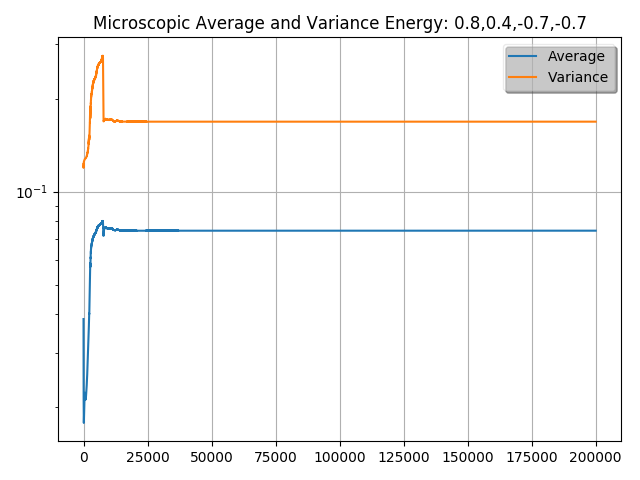 Microscopic Average and Variance Energy: 0.8,0.4,-0.7,-0.7
Average
Variance
10⁻¹
0 25000 50000 75000 100000 125000 150000 175000 200000